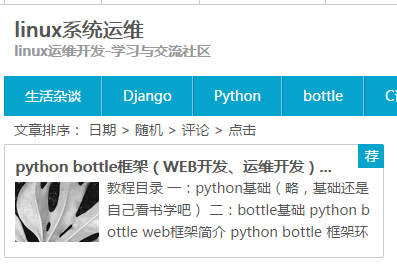 linux系统运维
linux运维开发-学习与交流社区
生活杂谈 Django Python bottle
文章排序： 日期 > 随机 > 评论 > 点击
荐
python bottle框架（WEB开发、运维开发）...
教程目录 一：python基础（略，基础还是
自己看书学吧） 二：bottle基础 python b
ottle web框架简介 python bottle 框架环